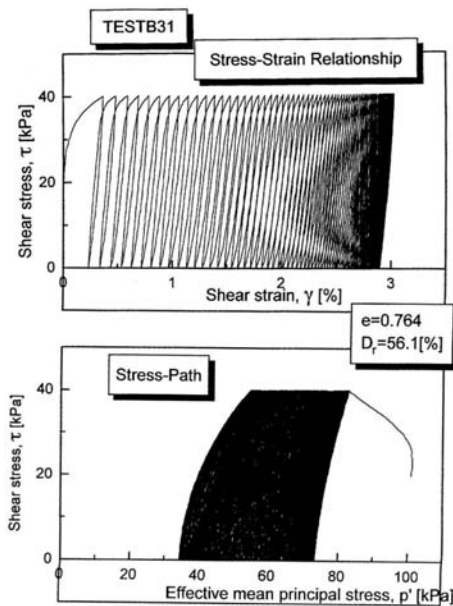 TESTB31
Stress-Strain Relationship
Shear stress, τ [kPa]
40
20
0
0 1 2 3
Shear strain, γ [%]
e=0.764
Dr=56.1[%]
Stress-Path
Shear stress, τ [kPa]
40
20
0
0 20 40 60 80 100
Effective mean principal stress, p' [kPa]